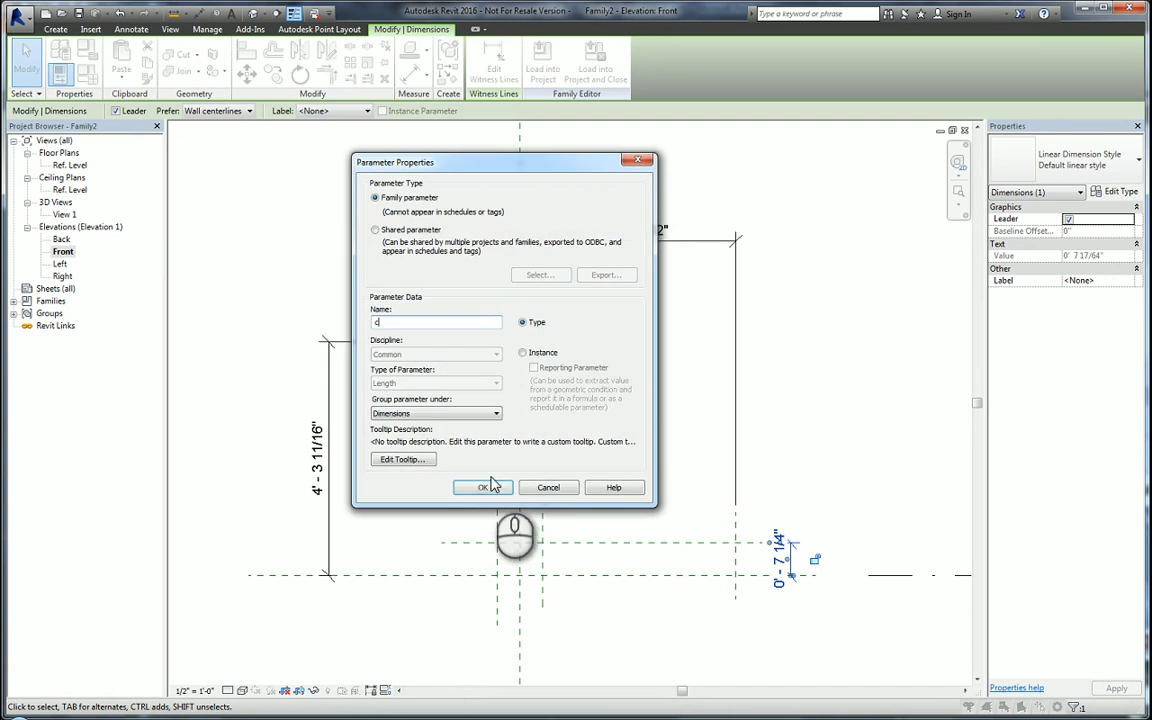 Autodesk Revit 2016 - Not For Resale Version - Family2 - Elevation: Front
Type a keyword or phrase
Sign In
Create Insert Annotate View Manage Add-Ins Autodesk Point Layout Modify | Dimensions
Modify
Paste
Cut
Join
Edit
Witness Lines
Load into
Project
Load into
Project and Close
Select Properties Clipboard Geometry Modify Measure Create Witness Lines Family Editor
Modify | Dimensions Leader Prefer: Wall centerlines Label: <None> Instance Parameter
Project Browser - Family2
Views (all)
Floor Plans
Ref. Level
Ceiling Plans
Ref. Level
3D Views
View 1
Elevations (Elevation 1)
Back
Front
Left
Right
Sheets (all)
Families
Groups
Revit Links
Parameter Properties
Parameter Type
Family parameter
(Cannot appear in schedules or tags)
Shared parameter
(Can be shared by multiple projects and families, exported to ODBC, and
appear in schedules and tags)
Select... Export...
Parameter Data
Name:
c
Type
Discipline:
Common
Instance
Reporting Parameter
(Can be used to extract value
from a geometric condition and
report it in a formula or as a
schedulable parameter)
Type of Parameter:
Length
Group parameter under:
Dimensions
Tooltip Description:
<No tooltip description. Edit this parameter to write a custom tooltip. Custom t...
Edit Tooltip...
OK Cancel Help
4' - 3 11/16"
2"
0' - 7 1/4"
Properties
Linear Dimension Style
Default linear style
Dimensions (1) Edit Type
Graphics
Leader
Baseline Offset... 0"
Text
Value 0' 7 17/64"
Other
Label <None>
Properties help Apply
1/2" = 1'-0"
Click to select, TAB for alternates, CTRL adds, SHIFT unselects.
:1